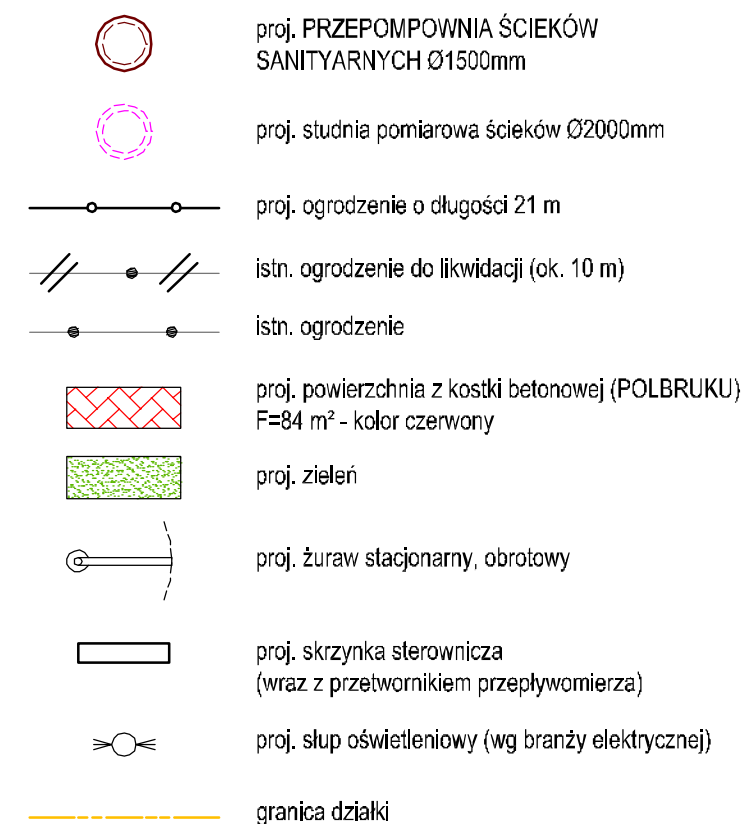 proj. PRZEPOMPOWNIA ŚCIEKÓW
SANITYARNYCH Ø1500mm
proj. studnia pomiarowa ścieków Ø2000mm
proj. ogrodzenie o długości 21 m
istn. ogrodzenie do likwidacji (ok. 10 m)
istn. ogrodzenie
proj. powierzchnia z kostki betonowej (POLBRUKU)
F=84 m² - kolor czerwony
proj. zieleń
proj. żuraw stacjonarny, obrotowy
proj. skrzynka sterownicza
(wraz z przetwornikiem przepływomierza)
proj. słup oświetleniowy (wg branży elektrycznej)
granica działki